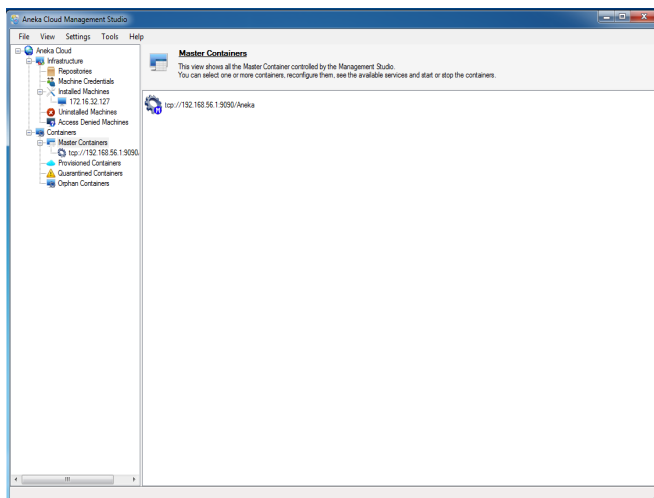 Aneka Cloud Management Studio
File View Settings Tools Help
Aneka Cloud
Infrastructure
Repositories
Machine Credentials
Installed Machines
172.16.32.127
Uninstalled Machines
Access Denied Machines
Containers
Master Containers
tcp://192.168.56.1:9090.
Provisioned Containers
Quarantined Containers
Orphan Containers
Master Containers
This view shows all the Master Container controlled by the Management Studio.
You can select one or more containers, reconfigure them, see the available services and start or stop the containers.
tcp://192.168.56.1:9090/Aneka